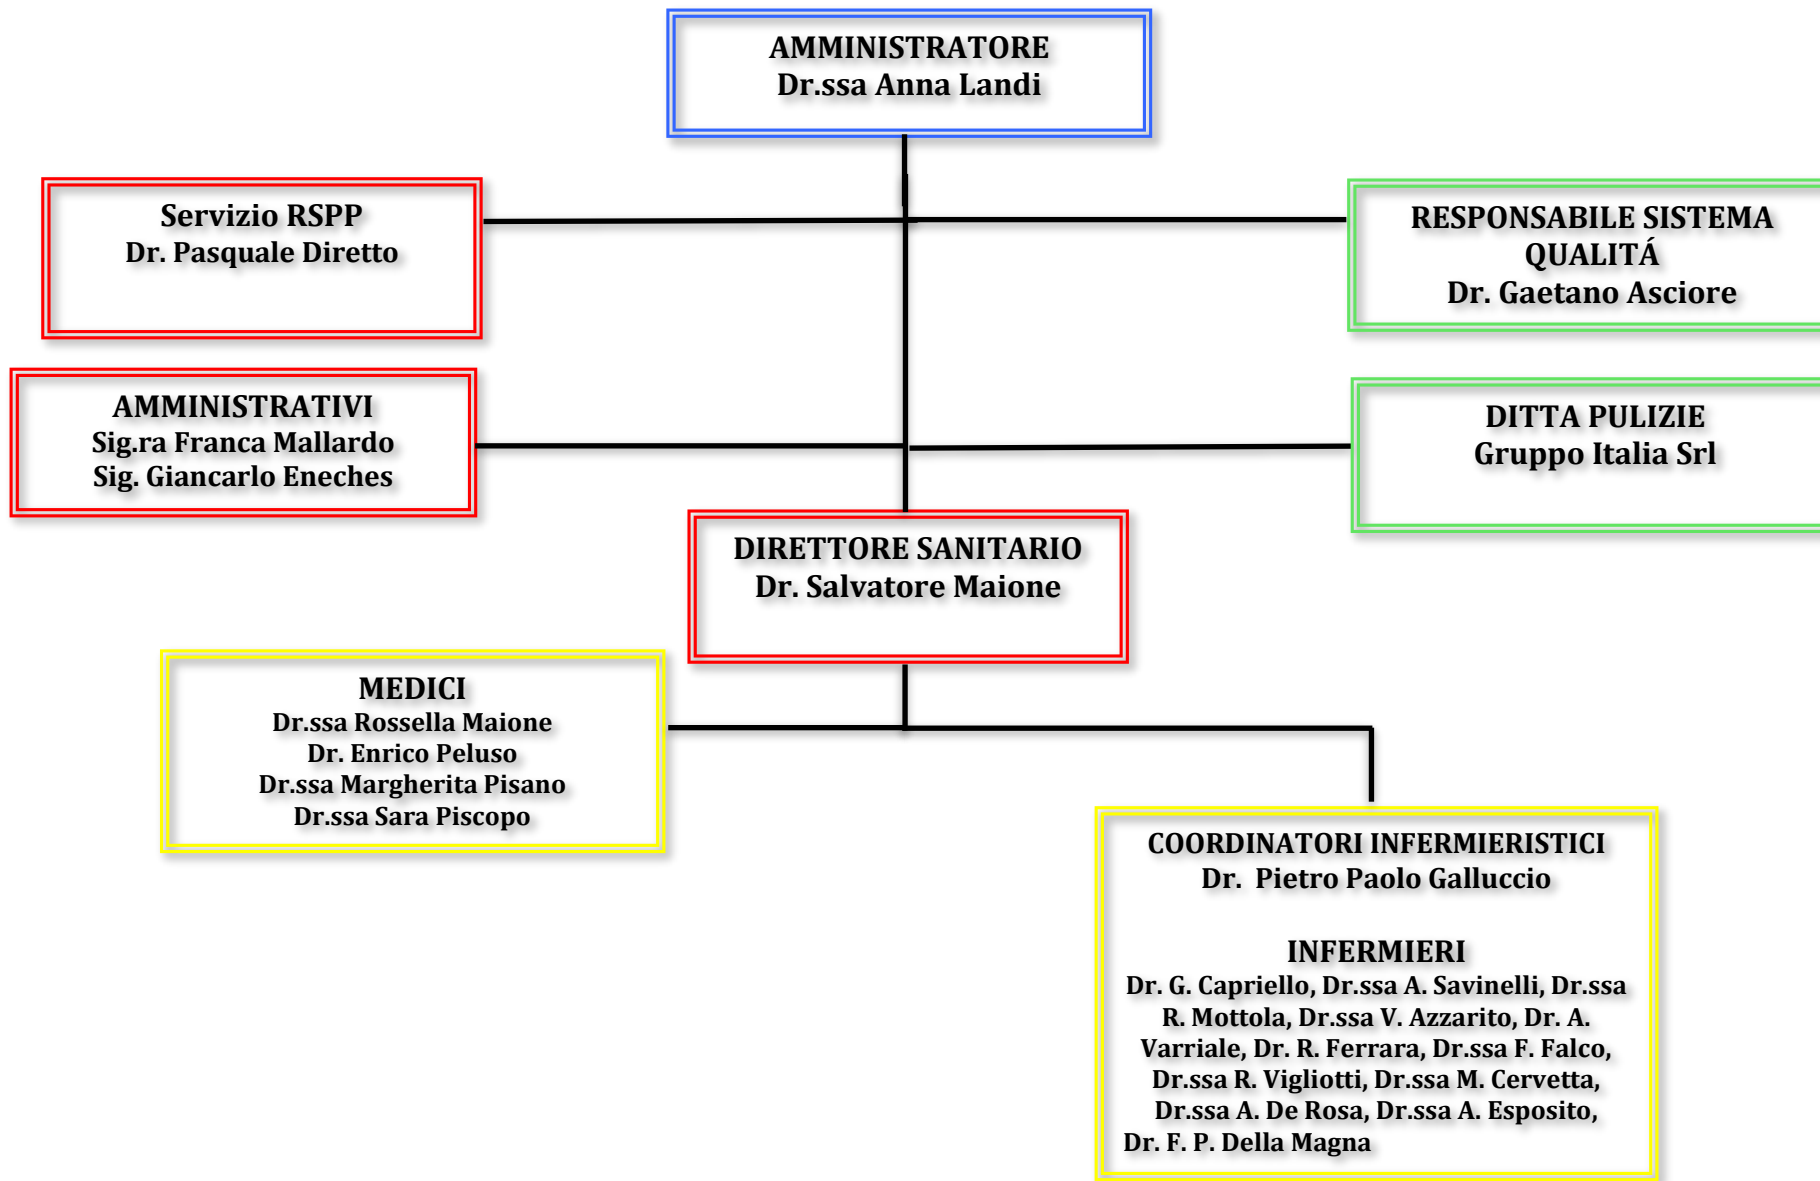 AMMINISTRATORE
Dr.ssa Anna Landi
Servizio RSPP
Dr. Pasquale Diretto
RESPONSABILE SISTEMA
QUALITÁ
Dr. Gaetano Asciore
AMMINISTRATIVI
Sig.ra Franca Mallardo
Sig. Giancarlo Eneches
DITTA PULIZIE
Gruppo Italia Srl
DIRETTORE SANITARIO
Dr. Salvatore Maione
MEDICI
Dr.ssa Rossella Maione
Dr. Enrico Peluso
Dr.ssa Margherita Pisano
Dr.ssa Sara Piscopo
COORDINATORI INFERMIERISTICI
Dr. Pietro Paolo Galluccio
INFERMIERI
Dr. G. Capriello, Dr.ssa A. Savinelli, Dr.ssa
R. Mottola, Dr.ssa V. Azzarito, Dr. A.
Varriale, Dr. R. Ferrara, Dr.ssa F. Falco,
Dr.ssa R. Vigliotti, Dr.ssa M. Cervetta,
Dr.ssa A. De Rosa, Dr.ssa A. Esposito,
Dr. F. P. Della Magna